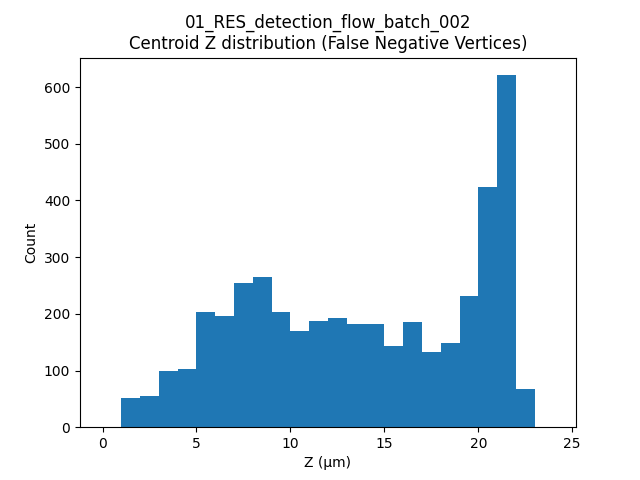 01_RES_detection_flow_batch_002
Centroid Z distribution (False Negative Vertices)
600
500
400
300
200
100
0
Count
0 5 10 15 20 25
Z (μm)